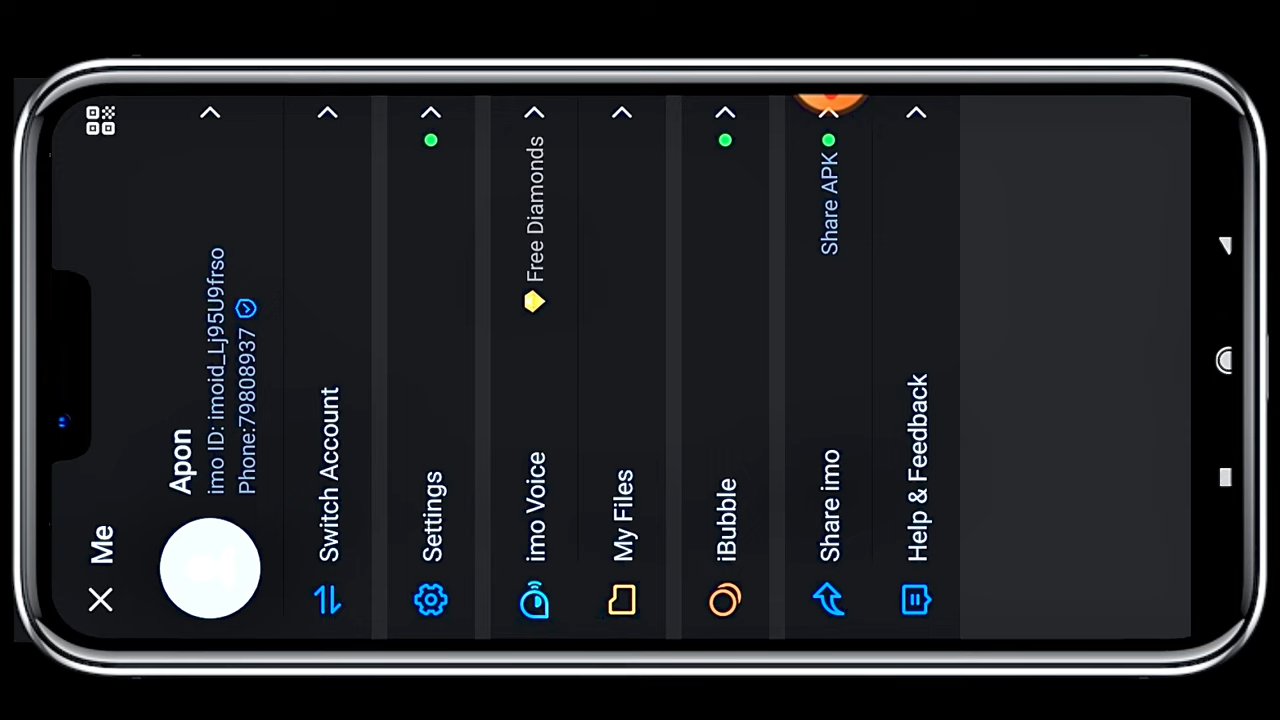 Me
Apon
imo ID: imoid_Lj95U9frso
Phone:79808937
Switch Account
Settings
imo Voice
Free Diamonds
My Files
iBubble
Share imo
Share APK
Help & Feedback